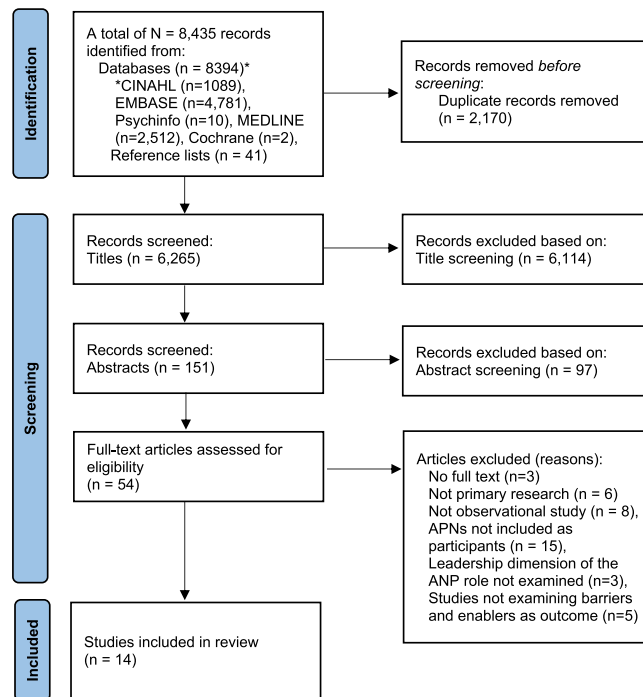 Identification
A total of N = 8,435 records
identified from:
Databases (n = 8394)*
*CINAHL (n=1089),
EMBASE (n=4,781),
Psychinfo (n=10), MEDLINE
(n=2,512), Cochrane (n=2),
Reference lists (n = 41)
Records removed before
screening:
Duplicate records removed
(n = 2,170)
Screening
Records screened:
Titles (n = 6,265)
Records excluded based on:
Title screening (n = 6,114)
Records screened:
Abstracts (n = 151)
Records excluded based on:
Abstract screening (n = 97)
Full-text articles assessed for
eligibility
(n = 54)
Articles excluded (reasons):
No full text (n=3)
Not primary research (n = 6)
Not observational study (n = 8),
APNs not included as
participants (n = 15),
Leadership dimension of the
ANP role not examined (n=3),
Studies not examining barriers
and enablers as outcome (n=5)
Included
Studies included in review
(n = 14)